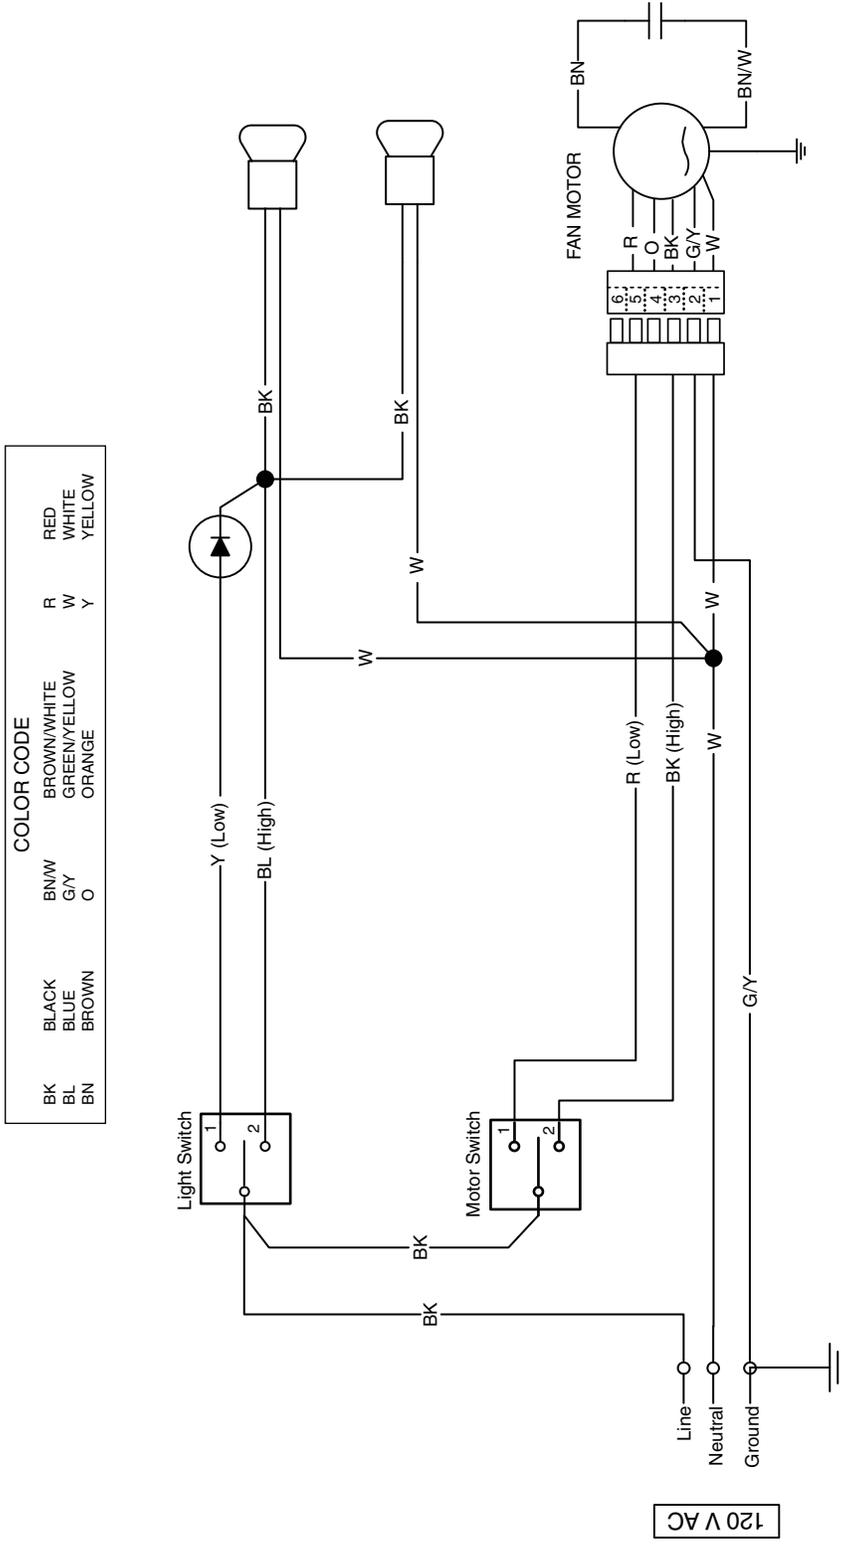 COLOR CODE
BK BLACK BN/W BROWN/WHITE R RED
BL BLUE G/Y GREEN/YELLOW W WHITE
BN BROWN O ORANGE Y YELLOW
Light Switch
1
2
Y (Low)
BL (High)
BK
BK
W
W
BK
BK
Motor Switch
1
2
R (Low)
BK (High)
W
W
G/Y
Line
Neutral
Ground
120 V AC
FAN MOTOR
6
5
4
3
2
1
R
O
BK
G/Y
W
BN
BN/W